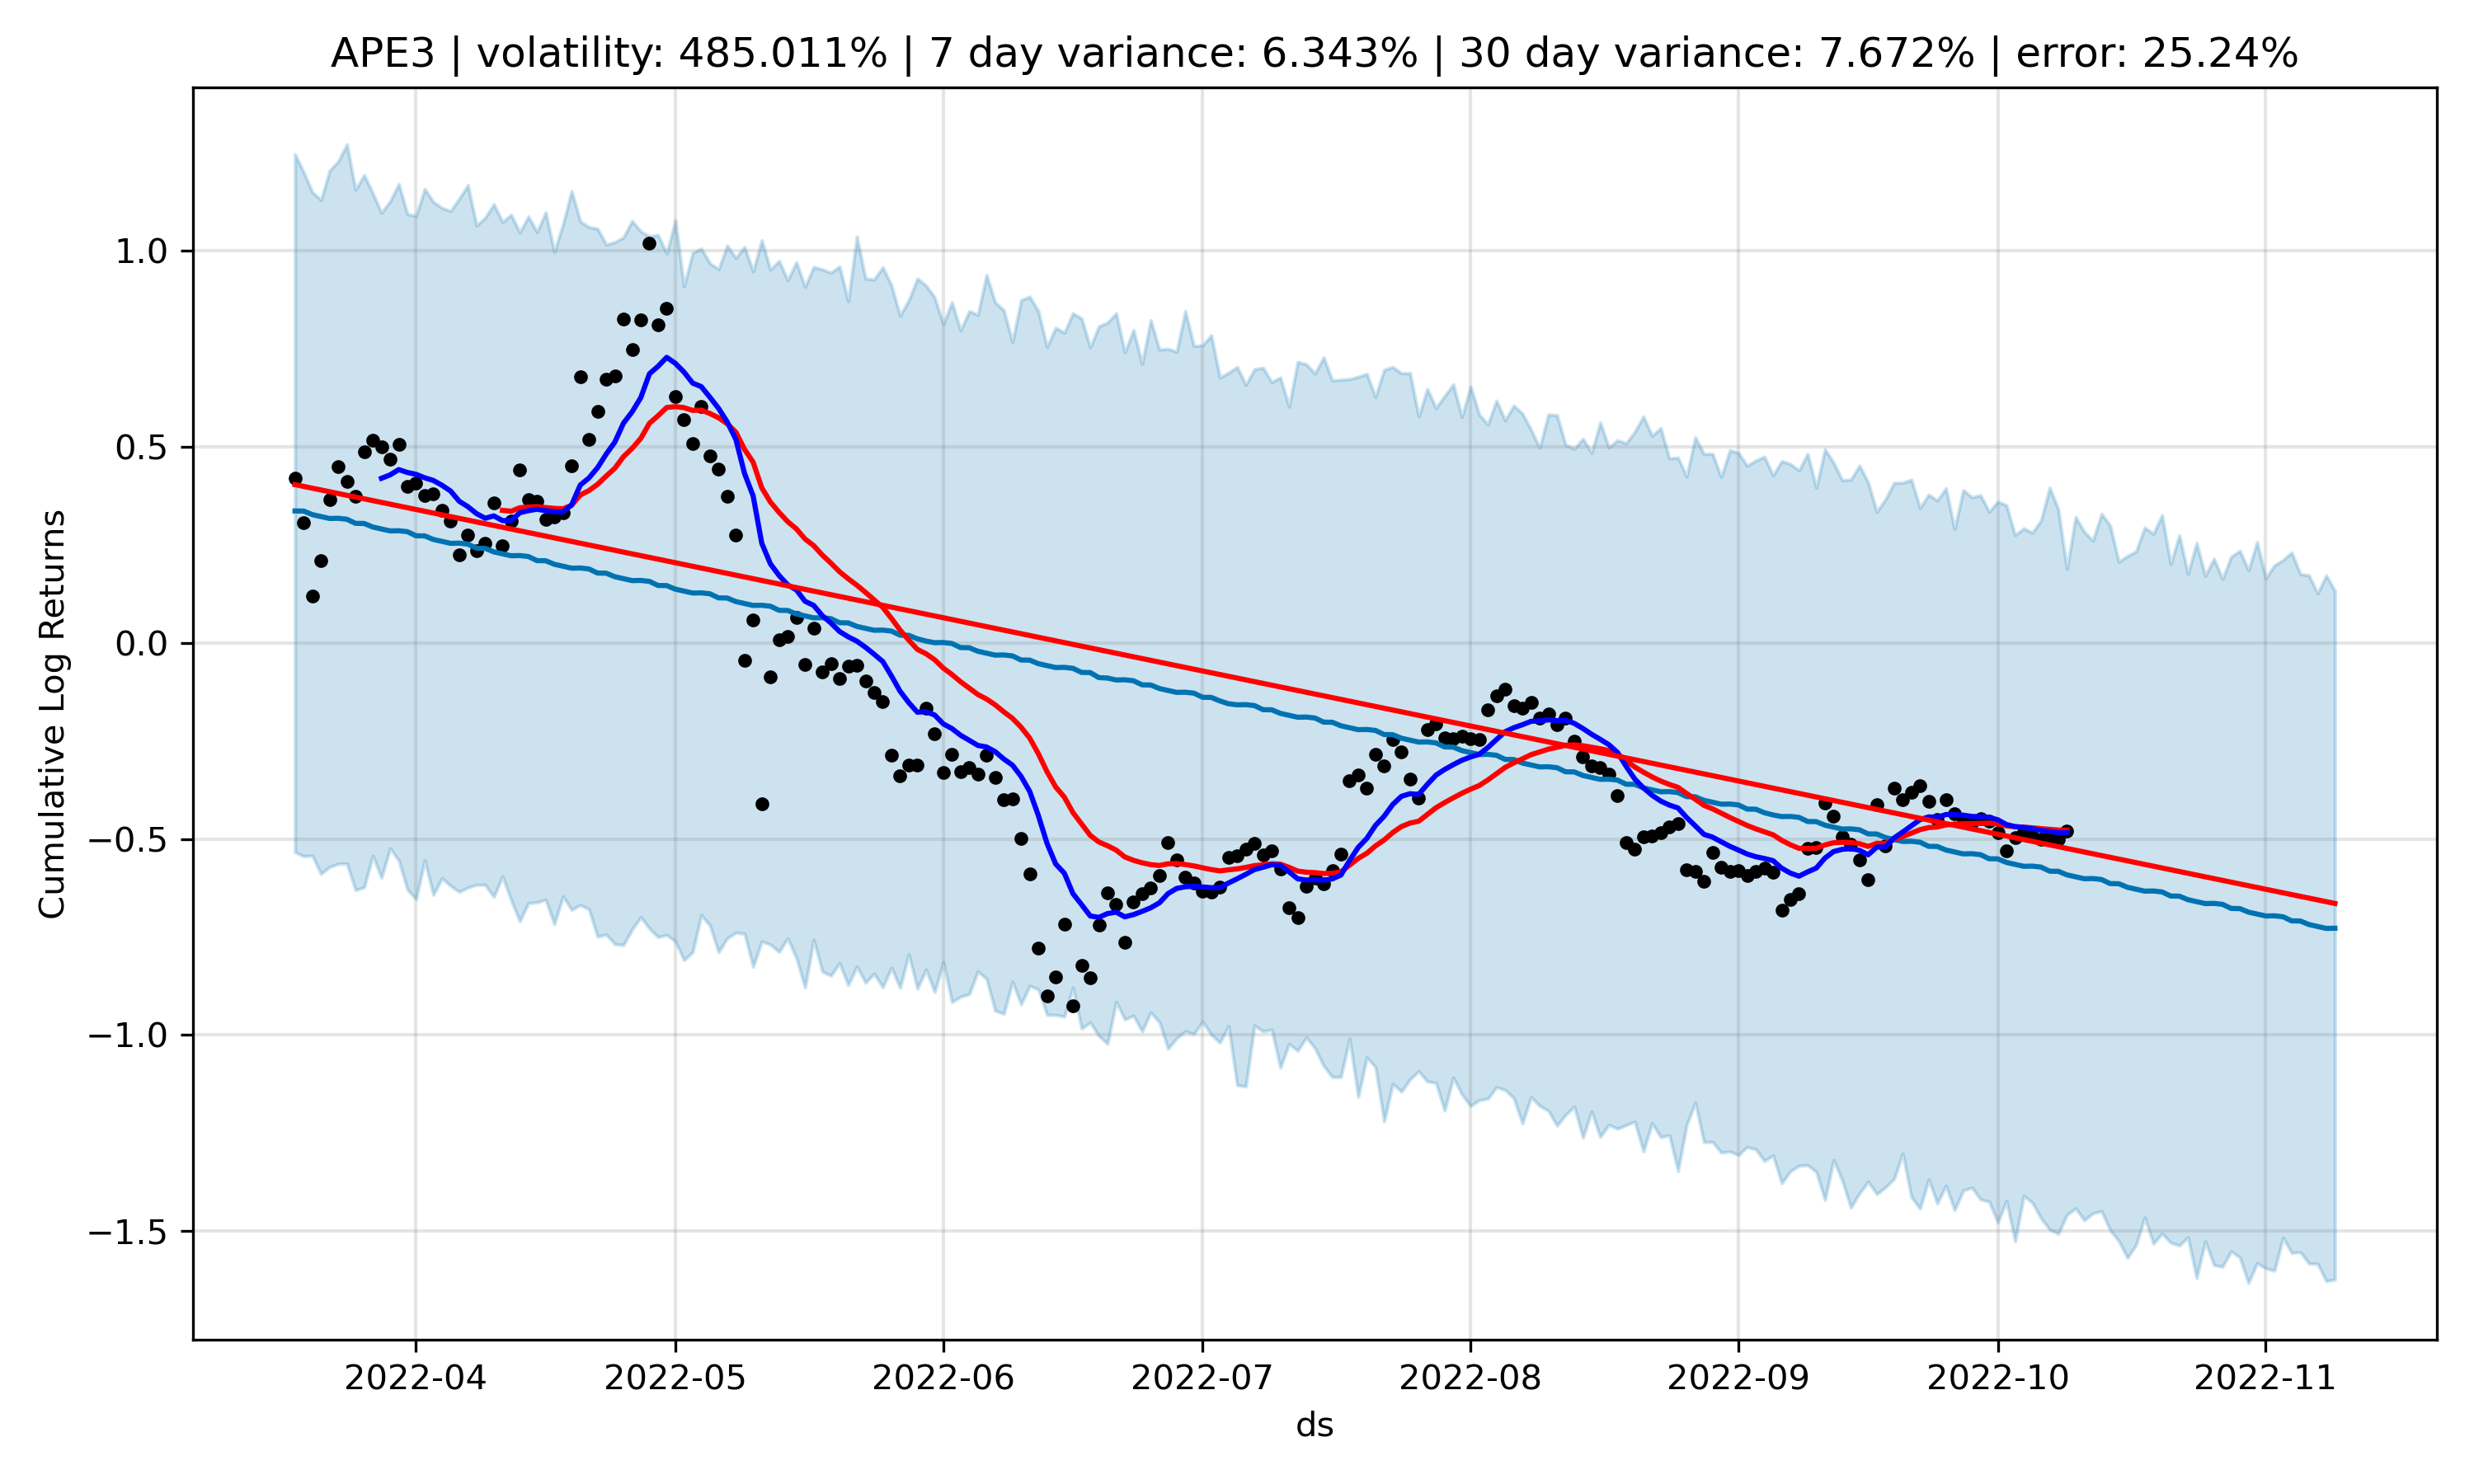 APE3 | volatility: 485.011% | 7 day variance: 6.343% | 30 day variance: 7.672% | error: 25.24%
Cumulative Log Returns
1.0
0.5
0.0
−0.5
−1.0
−1.5
2022-04 2022-05 2022-06 2022-07 2022-08 2022-09 2022-10 2022-11
ds